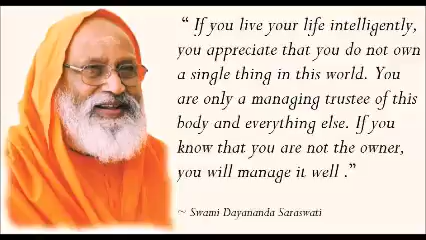 “ If you live your life intelligently,
you appreciate that you do not own
a single thing in this world. You
are only a managing trustee of this
body and everything else. If you
know that you are not the owner,
you will manage it well .”
~ Swami Dayananda Saraswati